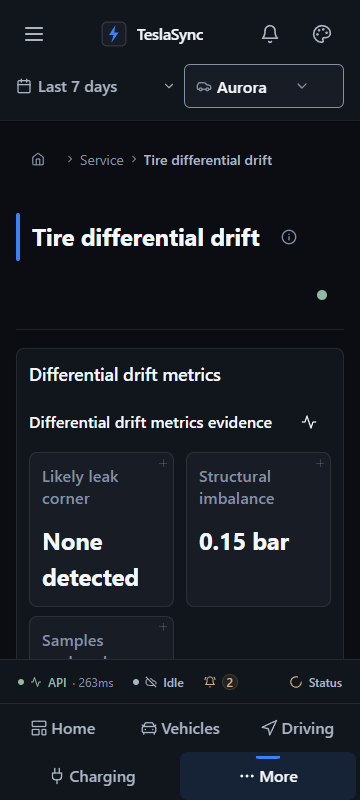 TeslaSync
Last 7 days
Aurora
Service
Tire differential drift
Tire differential drift
Differential drift metrics
Differential drift metrics evidence
Likely leak
corner
None
detected
Structural
imbalance
0.15 bar
Samples
API · 263ms
Idle
2
Status
Home
Vehicles
Driving
Charging
More